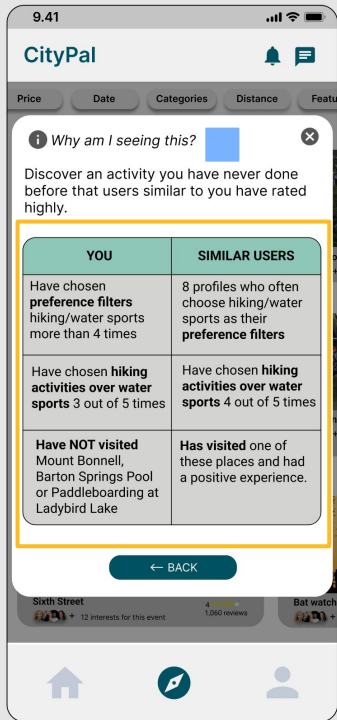 9.41
CityPal
Price Date Categories Distance Featu
Why am I seeing this?
Discover an activity you have never done
before that users similar to you have rated
highly.
YOU
SIMILAR USERS
Have chosen
preference filters
hiking/water sports
more than 4 times
8 profiles who often
choose hiking/water
sports as their
preference filters
Have chosen hiking
activities over water
sports 3 out of 5 times
Have chosen hiking
activities over water
sports 4 out of 5 times
Have NOT visited
Mount Bonnell,
Barton Springs Pool
or Paddleboarding at
Ladybird Lake
Has visited one of
these places and had
a positive experience.
← BACK
Sixth Street
+ 12 interests for this event
4
1,060 reviews
Bat watch
+